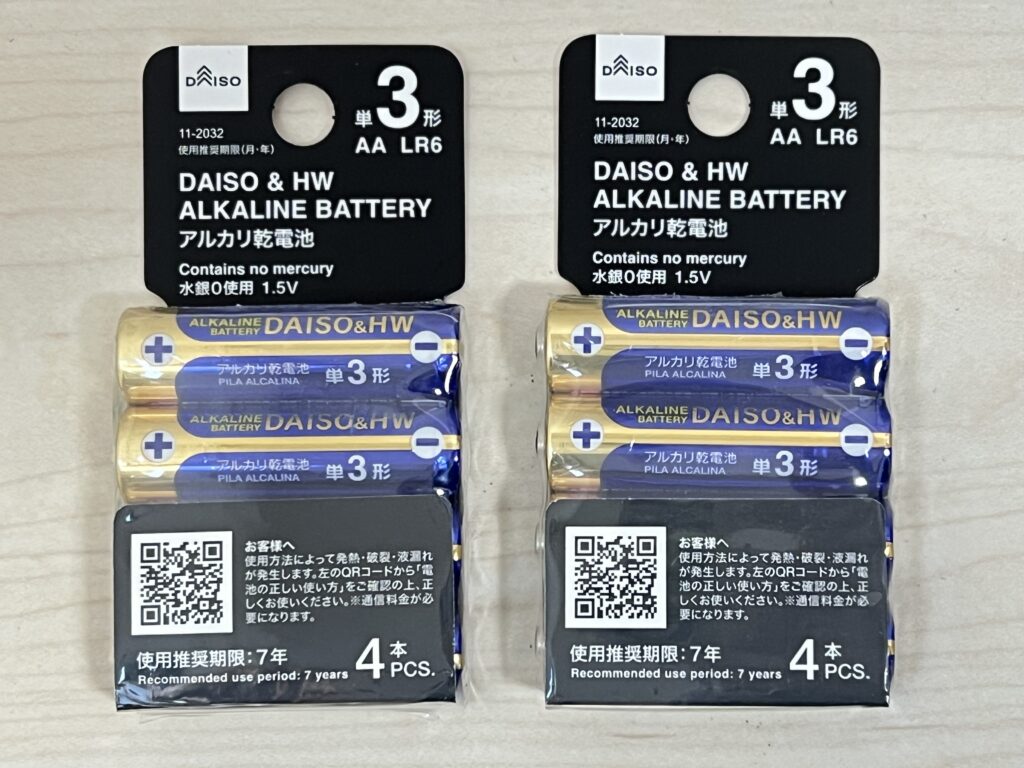 DAISO
単3形
AA LR6
11-2032
使用推奨期限(月・年)
DAISO & HW
ALKALINE BATTERY
アルカリ乾電池
Contains no mercury
水銀0使用 1.5V
ALKALINE BATTERY DAISO&HW
アルカリ乾電池 単3形
PILA ALCALINA
ALKALINE BATTERY DAISO&HW
アルカリ乾電池 単3形
PILA ALCALINA
お客様へ
使用方法によって発熱・破裂・液漏れ
が発生します。左のQRコードから「電
池の正しい使い方」をご確認の上、正
しくお使いください。※通信料金が必
要になります。
使用推奨期限：7年
Recommended use period: 7 years
4本
PCS.
DAISO
単3形
AA LR6
11-2032
使用推奨期限(月・年)
DAISO & HW
ALKALINE BATTERY
アルカリ乾電池
Contains no mercury
水銀0使用 1.5V
ALKALINE BATTERY DAISO&HW
アルカリ乾電池 単3形
PILA ALCALINA
ALKALINE BATTERY DAISO&HW
アルカリ乾電池 単3形
PILA ALCALINA
お客様へ
使用方法によって発熱・破裂・液漏れ
が発生します。左のQRコードから「電
池の正しい使い方」をご確認の上、正
しくお使いください。※通信料金が必
要になります。
使用推奨期限：7年
Recommended use period: 7 years
4本
PCS.